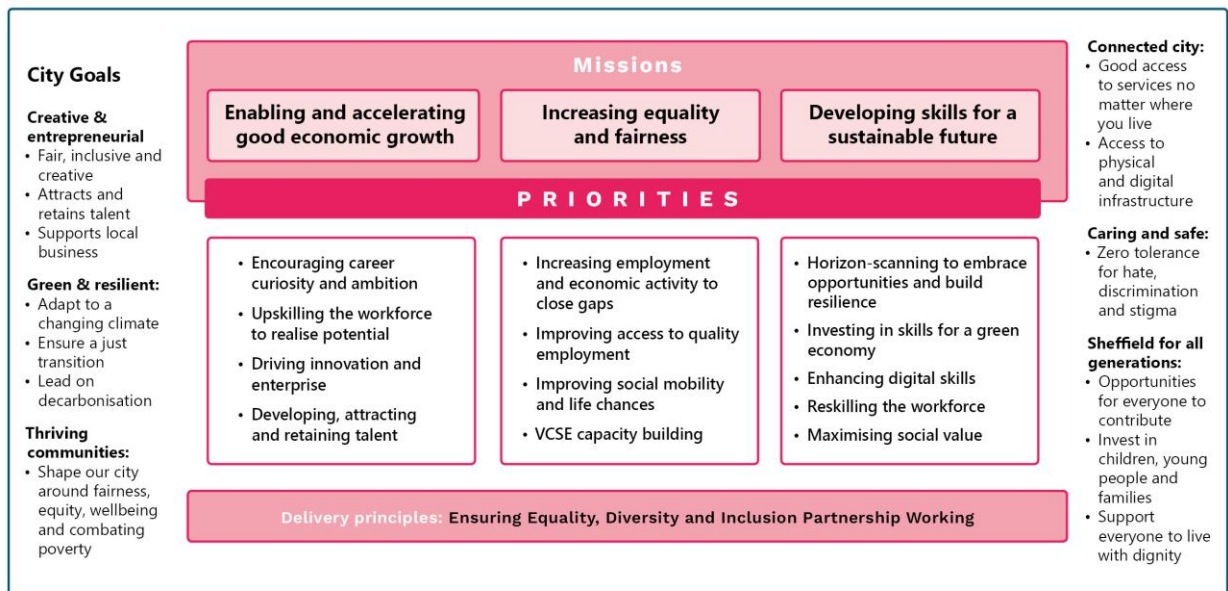 City Goals
Creative &
entrepreneurial
• Fair, inclusive and
creative
• Attracts and
retains talent
• Supports local
business
Green & resilient:
• Adapt to a
changing climate
• Ensure a just
transition
• Lead on
decarbonisation
Thriving
communities:
• Shape our city
around fairness,
equity, wellbeing
and combating
poverty
Missions
Enabling and accelerating
good economic growth
Increasing equality
and fairness
Developing skills for a
sustainable future
PRIORITIES
• Encouraging career
curiosity and ambition
• Upskilling the workforce
to realise potential
• Driving innovation and
enterprise
• Developing, attracting
and retaining talent
• Increasing employment
and economic activity to
close gaps
• Improving access to quality
employment
• Improving social mobility
and life chances
• VCSE capacity building
• Horizon-scanning to embrace
opportunities and build
resilience
• Investing in skills for a green
economy
• Enhancing digital skills
• Reskilling the workforce
• Maximising social value
Delivery principles: Ensuring Equality, Diversity and Inclusion Partnership Working
Connected city:
• Good access
to services no
matter where
you live
• Access to
physical
and digital
infrastructure
Caring and safe:
• Zero tolerance
for hate,
discrimination
and stigma
Sheffield for all
generations:
• Opportunities
for everyone to
contribute
• Invest in
children, young
people and
families
• Support
everyone to live
with dignity